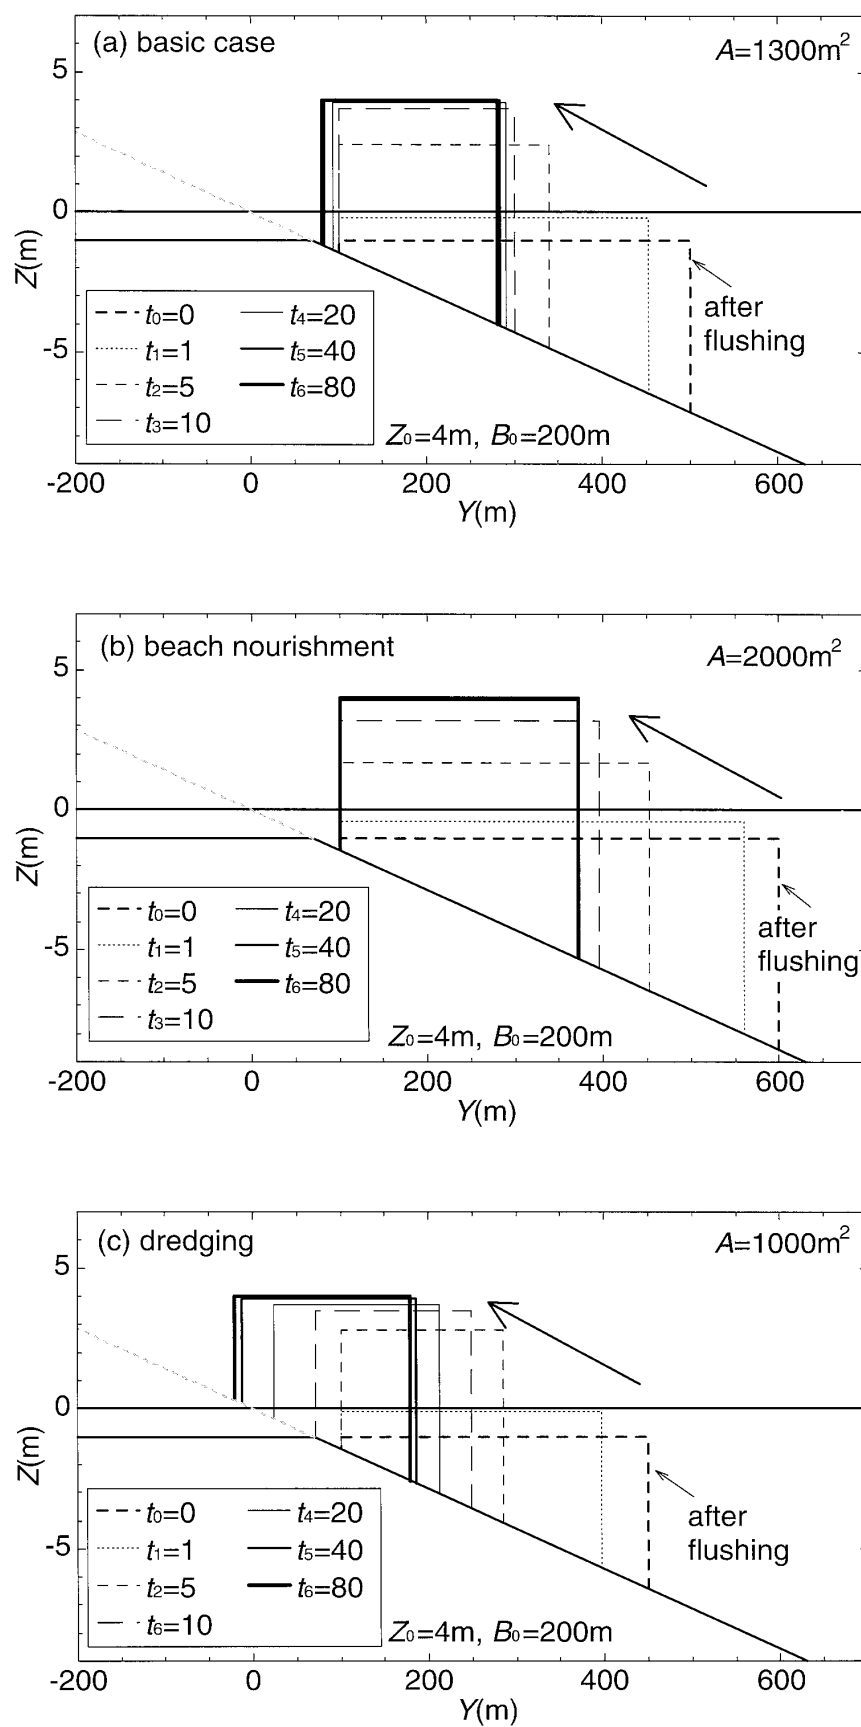 (a) basic case A=1300m²
5
0
-5
Z(m)
after
flushing
t₀=0 t₄=20
t₁=1 t₅=40
t₂=5 t₆=80
t₃=10
Z₀=4m, B₀=200m
-200 0 200 400 600
Y(m)
(b) beach nourishment A=2000m²
5
0
-5
Z(m)
after
flushing
t₀=0 t₄=20
t₁=1 t₅=40
t₂=5 t₆=80
t₃=10
Z₀=4m, B₀=200m
-200 0 200 400 600
Y(m)
(c) dredging A=1000m²
5
0
-5
Z(m)
after
flushing
t₀=0 t₄=20
t₁=1 t₅=40
t₂=5 t₆=80
t₆=10
Z₀=4m, B₀=200m
-200 0 200 400 600
Y(m)